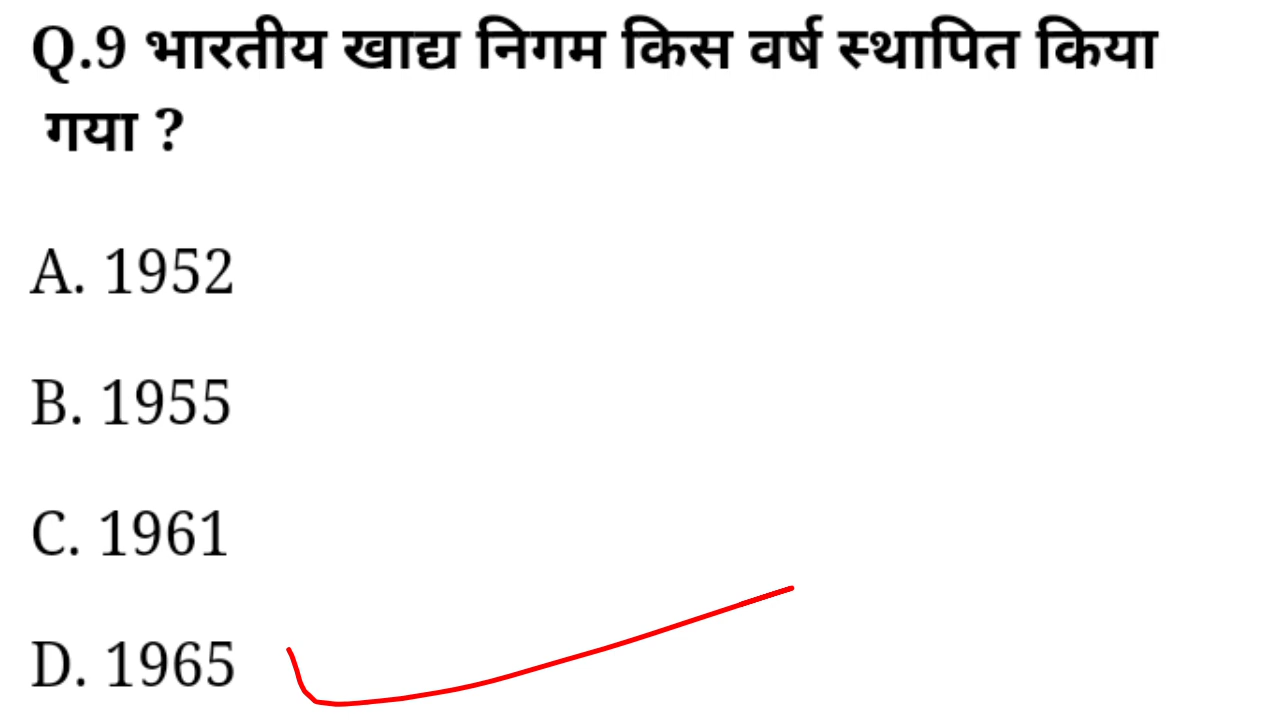 Q.9 भारतीय खाद्य निगम किस वर्ष स्थापित किया
गया ?
A. 1952
B. 1955
C. 1961
D. 1965